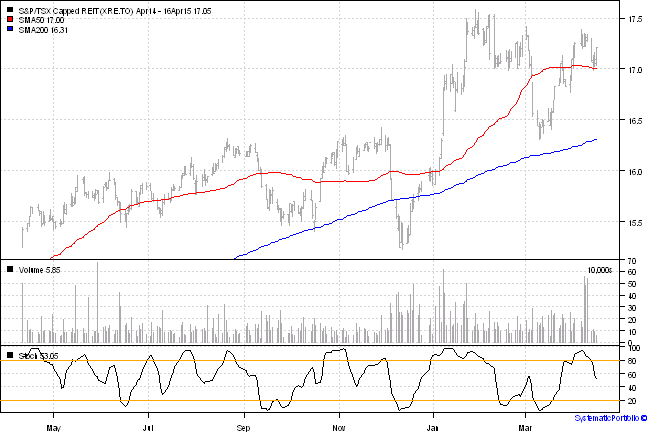 S&P/TSX Capped REIT (XRE.TO) Apr14 - 16Apr15 17.05
SMA50 17.00
SMA200 16.31
17.5
17.0
16.5
16.0
15.5
Volume 5.85
10,000s
70
60
50
40
30
20
10
0
Stoch 53.05
100
80
60
40
20
May
Jul
Sep
Nov
Jan
Mar
SystematicPortfolio ©